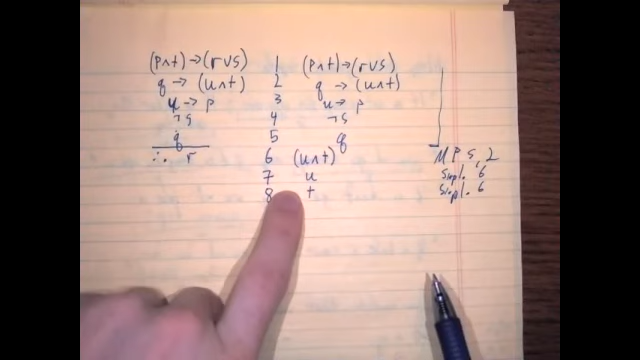 (p∧t)→(r∨s) 1 (p∧t)→(r∨s)
q → (u∧t) 2 q → (u∧t)
u → p 3 u → p
¬s 4 ¬s
q 5 q
∴ r 6 (u∧t) M P 5, 2
7 u Simpl. 6
8 t Simpl. 6